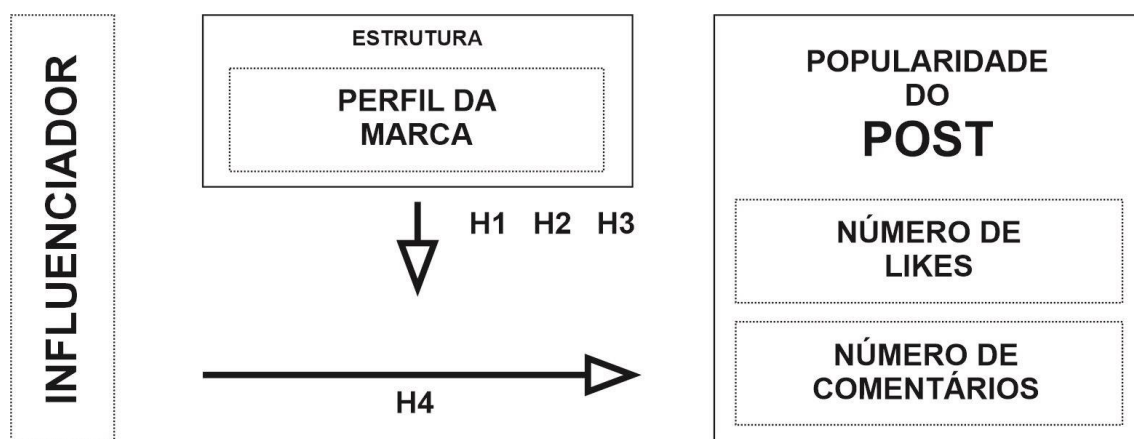 INFLUENCIADOR
ESTRUTURA
PERFIL DA
MARCA
H1 H2 H3
H4
POPULARIDADE
DO
POST
NÚMERO DE
LIKES
NÚMERO DE
COMENTÁRIOS